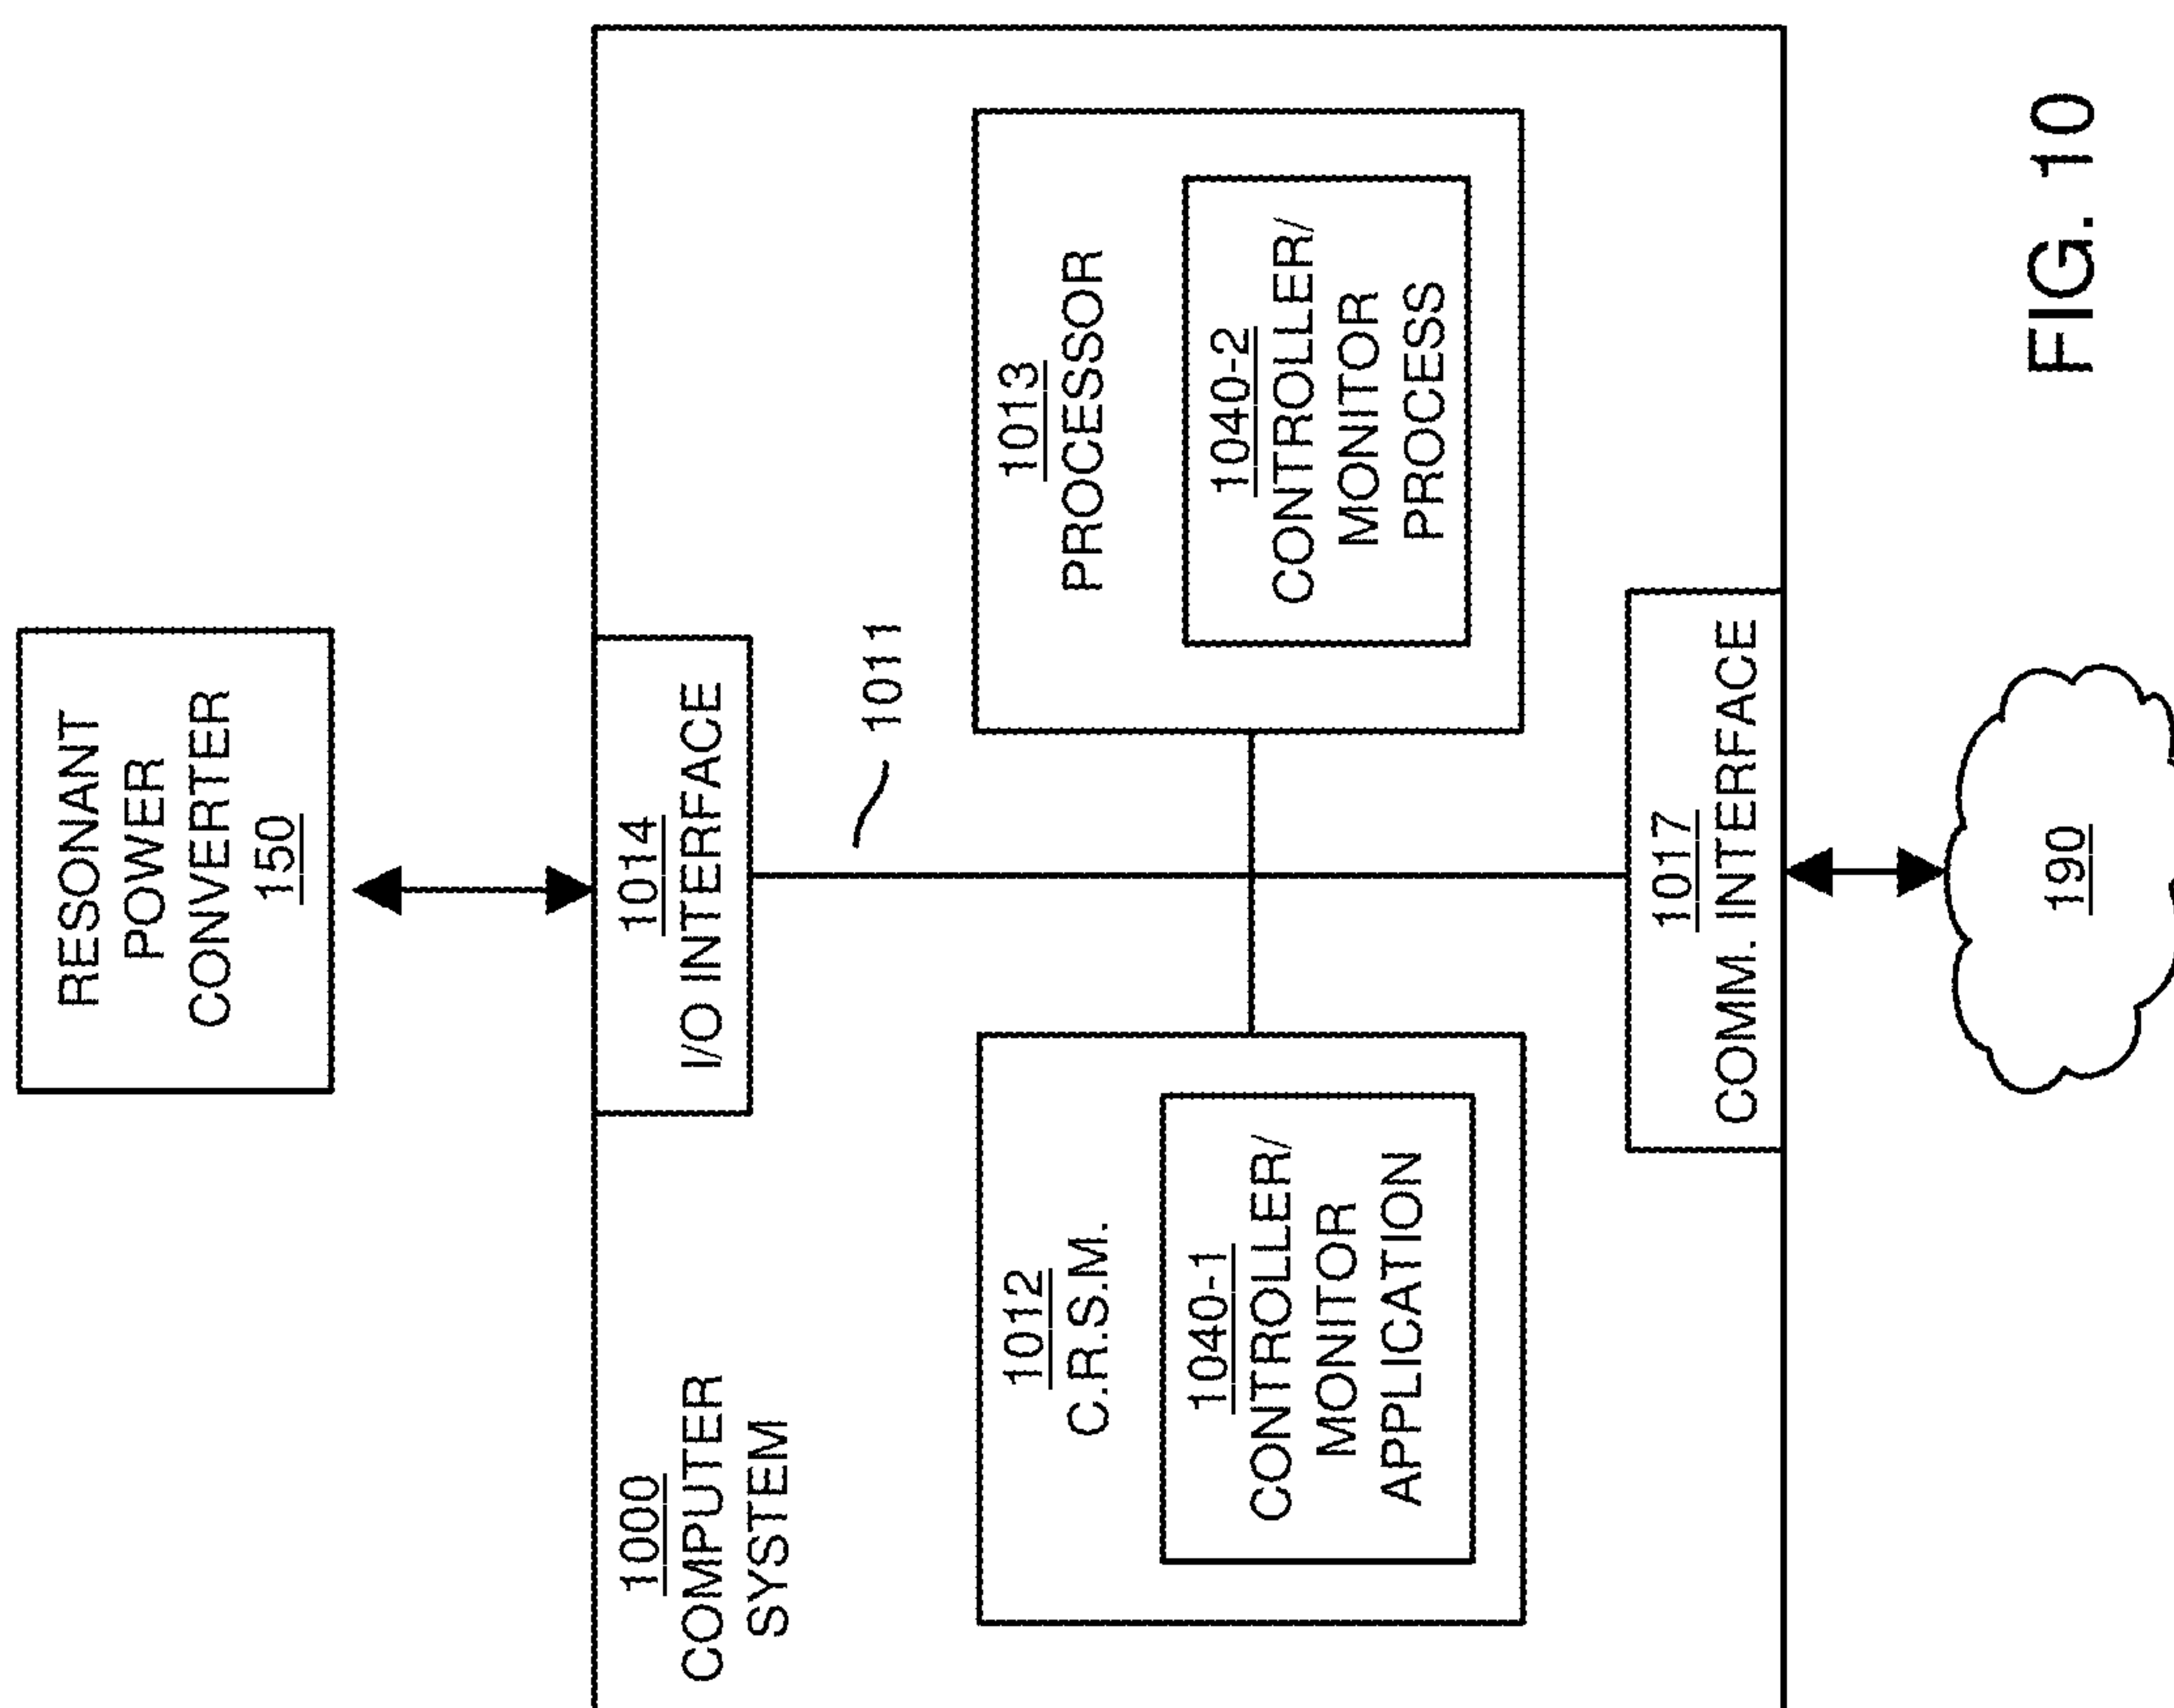 RESONANT
POWER
CONVERTER
150
1000
COMPUTER
SYSTEM
1014
I/O INTERFACE
1011
1012
C.R.S.M.
1040-1
CONTROLLER/
MONITOR
APPLICATION
1013
PROCESSOR
1040-2
CONTROLLER/
MONITOR
PROCESS
1017
COMM. INTERFACE
190
FIG. 10